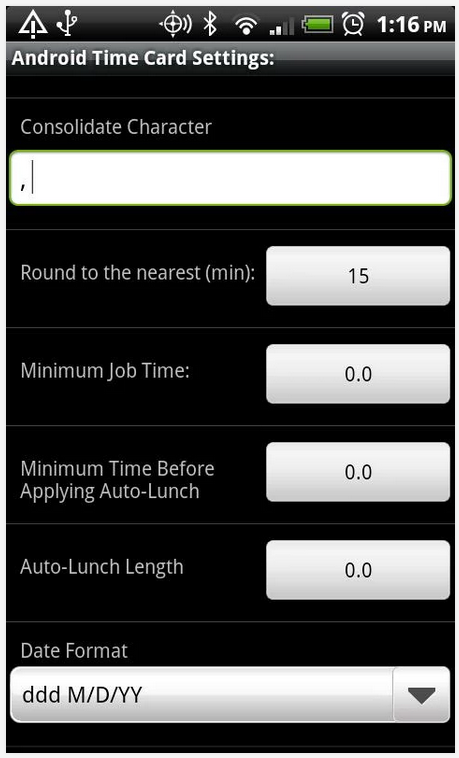 1:16 PM
Android Time Card Settings:
Consolidate Character
,
Round to the nearest (min):
15
Minimum Job Time:
0.0
Minimum Time Before
Applying Auto-Lunch
0.0
Auto-Lunch Length
0.0
Date Format
ddd M/D/YY